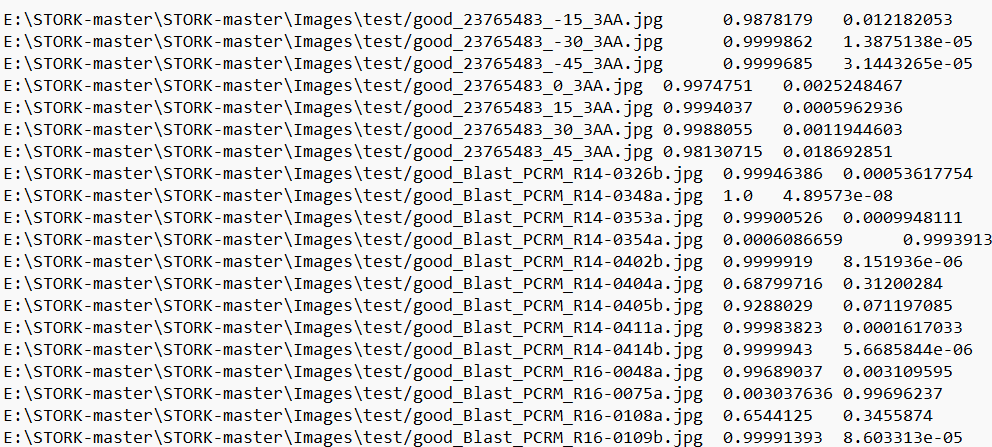 E:\STORK-master\STORK-master\Images\test/good_23765483_-15_3AA.jpg 0.9878179 0.012182053
E:\STORK-master\STORK-master\Images\test/good_23765483_-30_3AA.jpg 0.9999862 1.3875138e-05
E:\STORK-master\STORK-master\Images\test/good_23765483_-45_3AA.jpg 0.9999685 3.1443265e-05
E:\STORK-master\STORK-master\Images\test/good_23765483_0_3AA.jpg 0.9974751 0.0025248467
E:\STORK-master\STORK-master\Images\test/good_23765483_15_3AA.jpg 0.9994037 0.0005962936
E:\STORK-master\STORK-master\Images\test/good_23765483_30_3AA.jpg 0.9988055 0.0011944603
E:\STORK-master\STORK-master\Images\test/good_23765483_45_3AA.jpg 0.98130715 0.018692851
E:\STORK-master\STORK-master\Images\test/good_Blast_PCRM_R14-0326b.jpg 0.99946386 0.00053617754
E:\STORK-master\STORK-master\Images\test/good_Blast_PCRM_R14-0348a.jpg 1.0 4.89573e-08
E:\STORK-master\STORK-master\Images\test/good_Blast_PCRM_R14-0353a.jpg 0.99900526 0.0009948111
E:\STORK-master\STORK-master\Images\test/good_Blast_PCRM_R14-0354a.jpg 0.0006086659 0.9993913
E:\STORK-master\STORK-master\Images\test/good_Blast_PCRM_R14-0402b.jpg 0.9999919 8.151936e-06
E:\STORK-master\STORK-master\Images\test/good_Blast_PCRM_R14-0404a.jpg 0.68799716 0.31200284
E:\STORK-master\STORK-master\Images\test/good_Blast_PCRM_R14-0405b.jpg 0.9288029 0.071197085
E:\STORK-master\STORK-master\Images\test/good_Blast_PCRM_R14-0411a.jpg 0.99983823 0.0001617033
E:\STORK-master\STORK-master\Images\test/good_Blast_PCRM_R14-0414b.jpg 0.9999943 5.6685844e-06
E:\STORK-master\STORK-master\Images\test/good_Blast_PCRM_R16-0048a.jpg 0.99689037 0.003109595
E:\STORK-master\STORK-master\Images\test/good_Blast_PCRM_R16-0075a.jpg 0.003037636 0.99696237
E:\STORK-master\STORK-master\Images\test/good_Blast_PCRM_R16-0108a.jpg 0.6544125 0.3455874
E:\STORK-master\STORK-master\Images\test/good_Blast_PCRM_R16-0109b.jpg 0.99991393 8.603313e-05